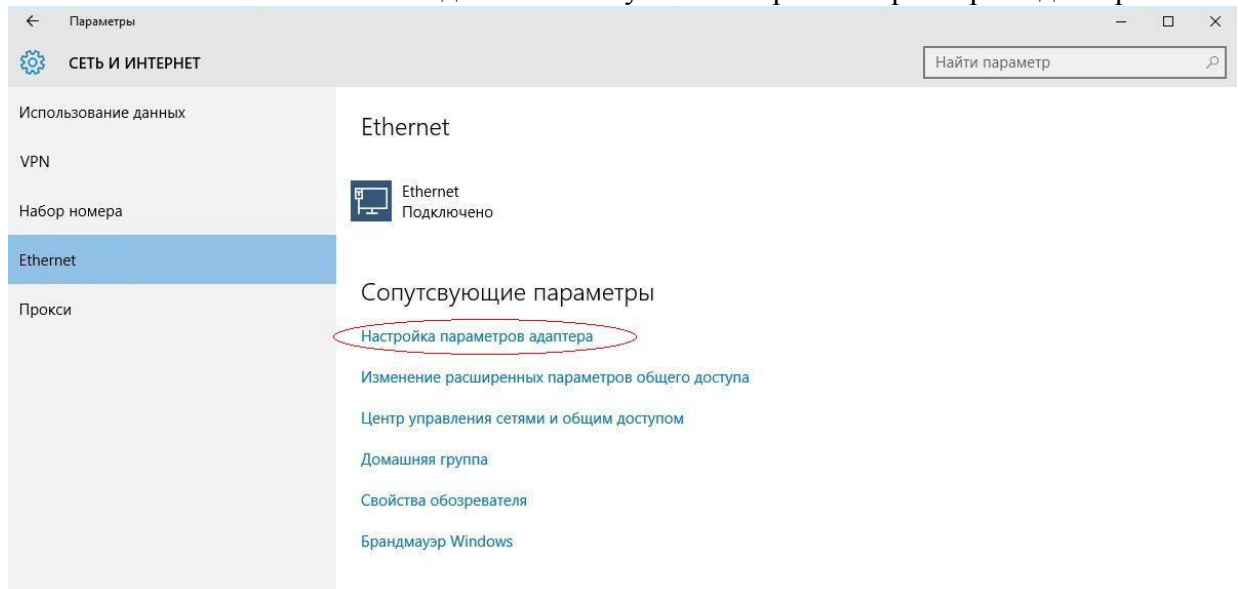 Параметры
СЕТЬ И ИНТЕРНЕТ
Найти параметр
Использование данных
VPN
Набор номера
Ethernet
Прокси
Ethernet
Ethernet
Подключено
Сопутсвующие параметры
Настройка параметров адаптера
Изменение расширенных параметров общего доступа
Центр управления сетями и общим доступом
Домашняя группа
Свойства обозревателя
Брандмауэр Windows